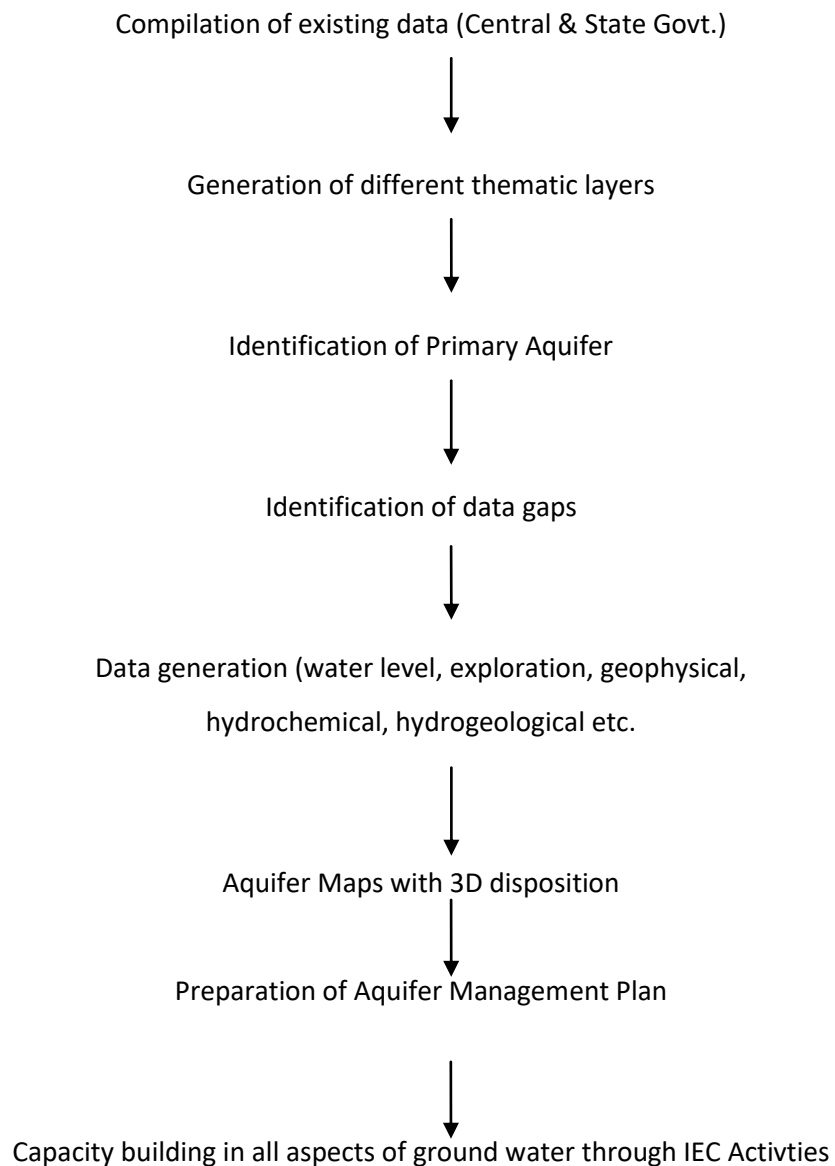 Compilation of existing data (Central & State Govt.)
Generation of different thematic layers
Identification of Primary Aquifer
Identification of data gaps
Data generation (water level, exploration, geophysical,
hydrochemical, hydrogeological etc.
Aquifer Maps with 3D disposition
Preparation of Aquifer Management Plan
Capacity building in all aspects of ground water through IEC Activties